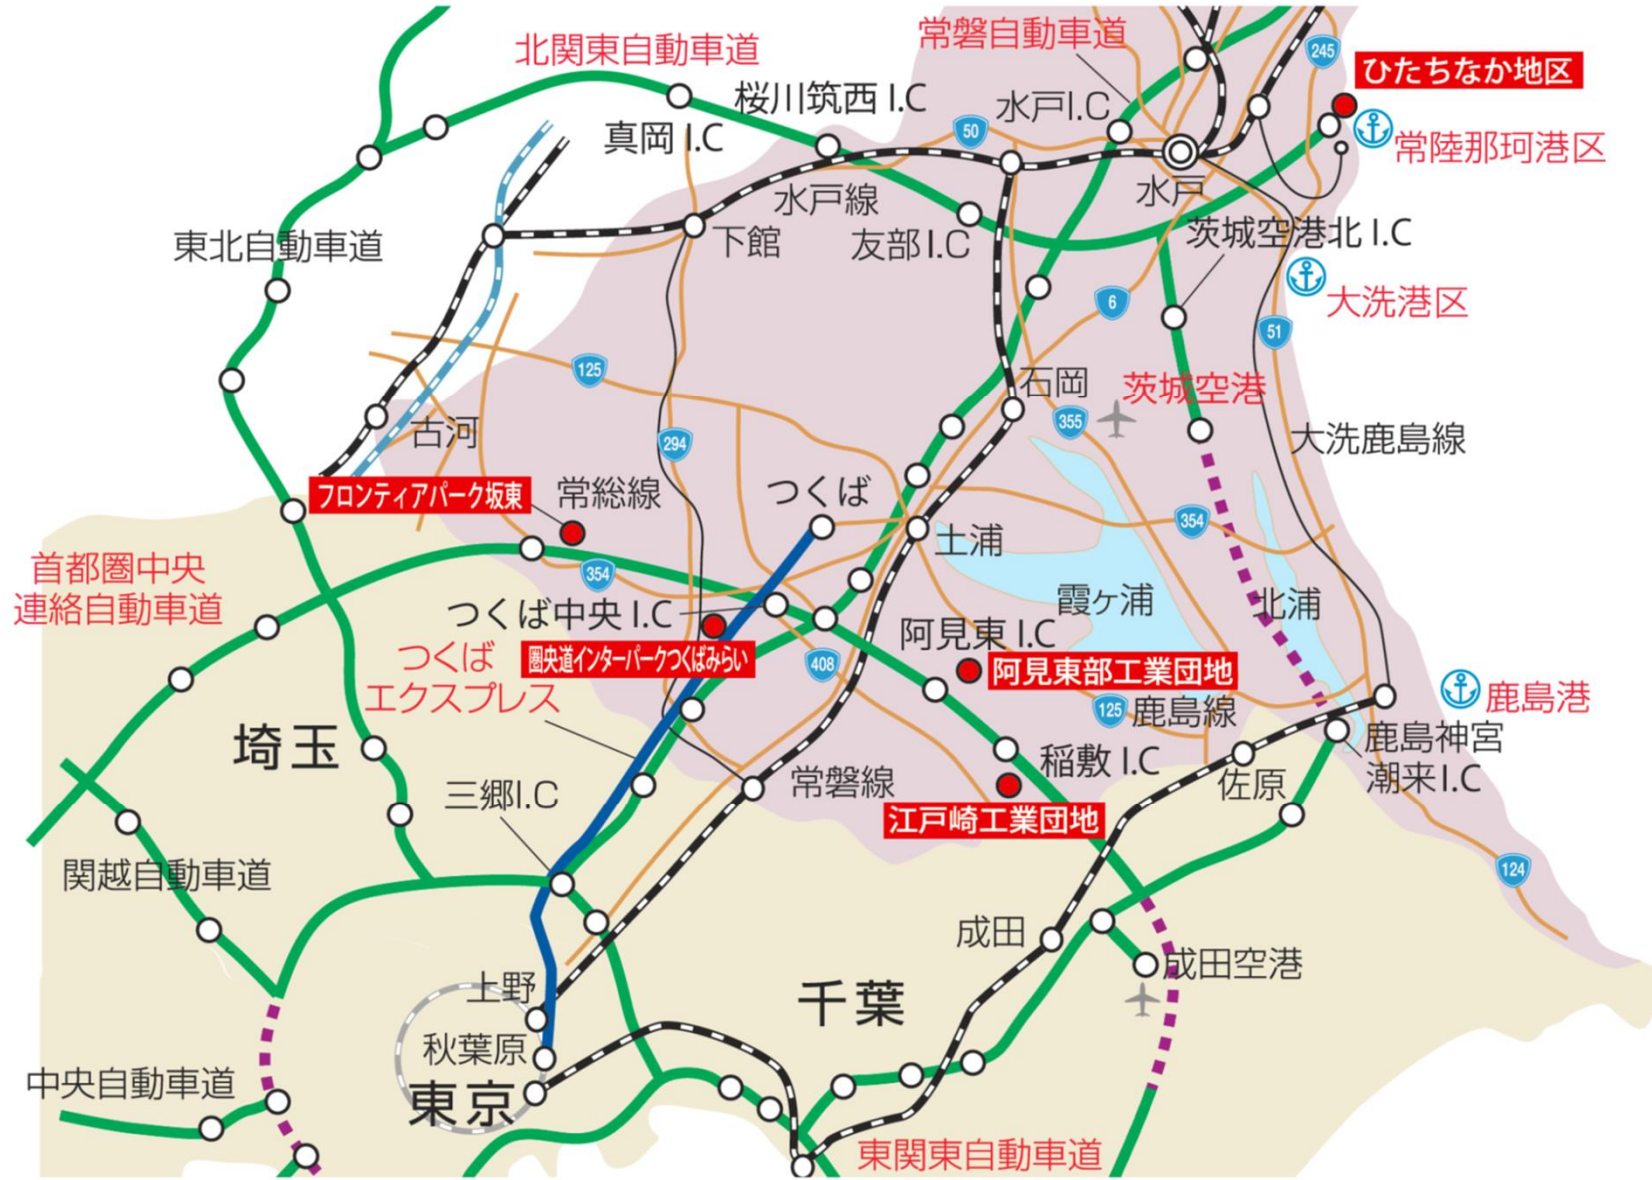 北関東自動車道
常磐自動車道
245
ひたちなか地区
桜川筑西 I.C
水戸I.C
真岡 I.C
50
常陸那珂港区
水戸
水戸線
茨城空港北 I.C
東北自動車道
下館
友部 I.C
大洗港区
6
51
125
石岡
茨城空港
355
古河
294
大洗鹿島線
フロンティアパーク坂東
常総線
つくば
354
土浦
首都圏中央
連絡自動車道
354
霞ヶ浦
北浦
つくば中央 I.C
阿見東 I.C
つくば
エクスプレス
圏央道インターパークつくばみらい
408
阿見東部工業団地
鹿島港
125
鹿島線
埼玉
鹿島神宮
稲敷 I.C
潮来I.C
佐原
三郷I.C
常磐線
江戸崎工業団地
関越自動車道
124
成田
成田空港
上野
千葉
秋葉原
中央自動車道
東京
東関東自動車道